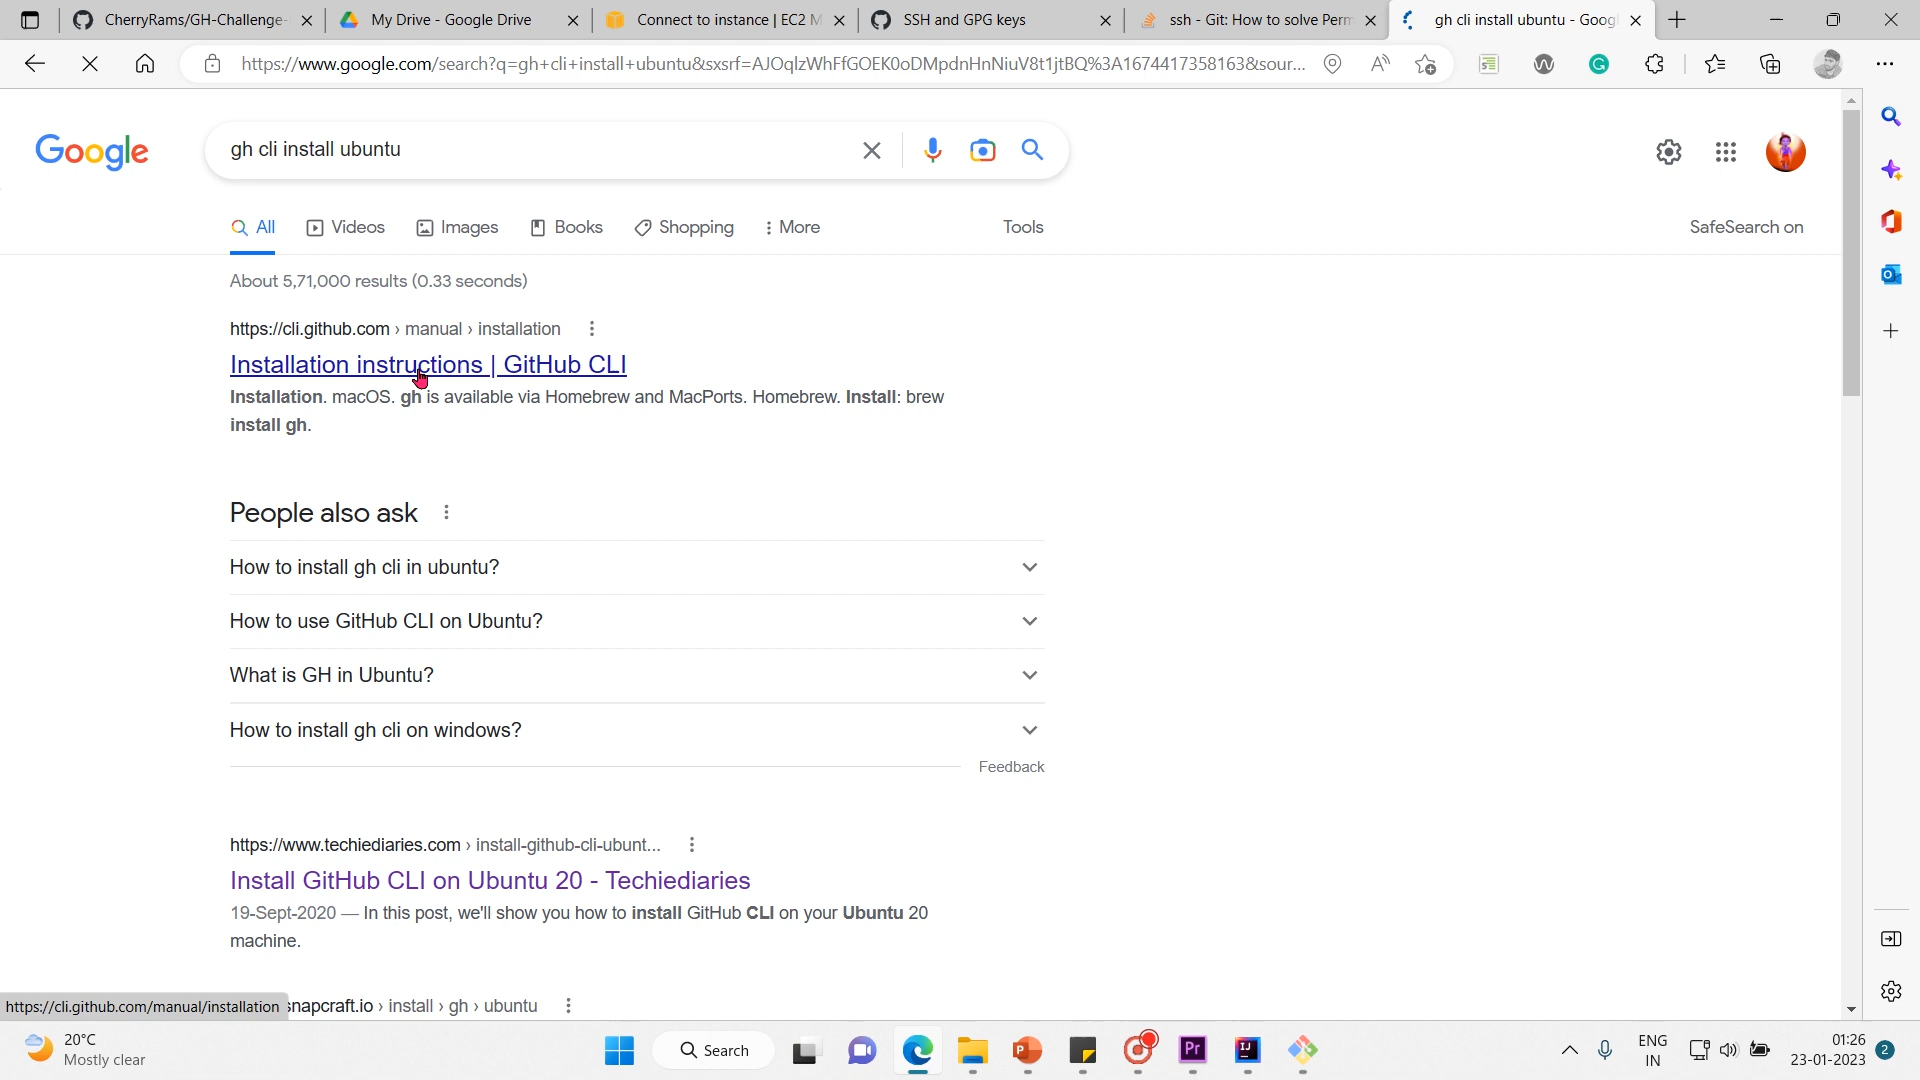 CherryRams/GH-Challenge-
My Drive - Google Drive
Connect to instance | EC2 M
SSH and GPG keys
ssh - Git: How to solve Perm
gh cli install ubuntu - Goog
https://www.google.com/search?q=gh+cli+install+ubuntu&sxsrf=AJOqlzWhFfGOEK0oDMpdnHnNiuV8t1jtBQ%3A1674417358163&sour...
Google
gh cli install ubuntu
All
Videos
Images
Books
Shopping
More
Tools
SafeSearch on
About 5,71,000 results (0.33 seconds)
https://cli.github.com › manual › installation
Installation instructions | GitHub CLI
Installation. macOS. gh is available via Homebrew and MacPorts. Homebrew. Install: brew
install gh.
People also ask
How to install gh cli in ubuntu?
How to use GitHub CLI on Ubuntu?
What is GH in Ubuntu?
How to install gh cli on windows?
Feedback
https://www.techiediaries.com › install-github-cli-ubunt...
Install GitHub CLI on Ubuntu 20 - Techiediaries
19-Sept-2020 — In this post, we'll show you how to install GitHub CLI on your Ubuntu 20
machine.
https://cli.github.com/manual/installation
snapcraft.io › install › gh › ubuntu
20°C
Mostly clear
Search
Pr
IJ
ENG
IN
01:26
23-01-2023
2